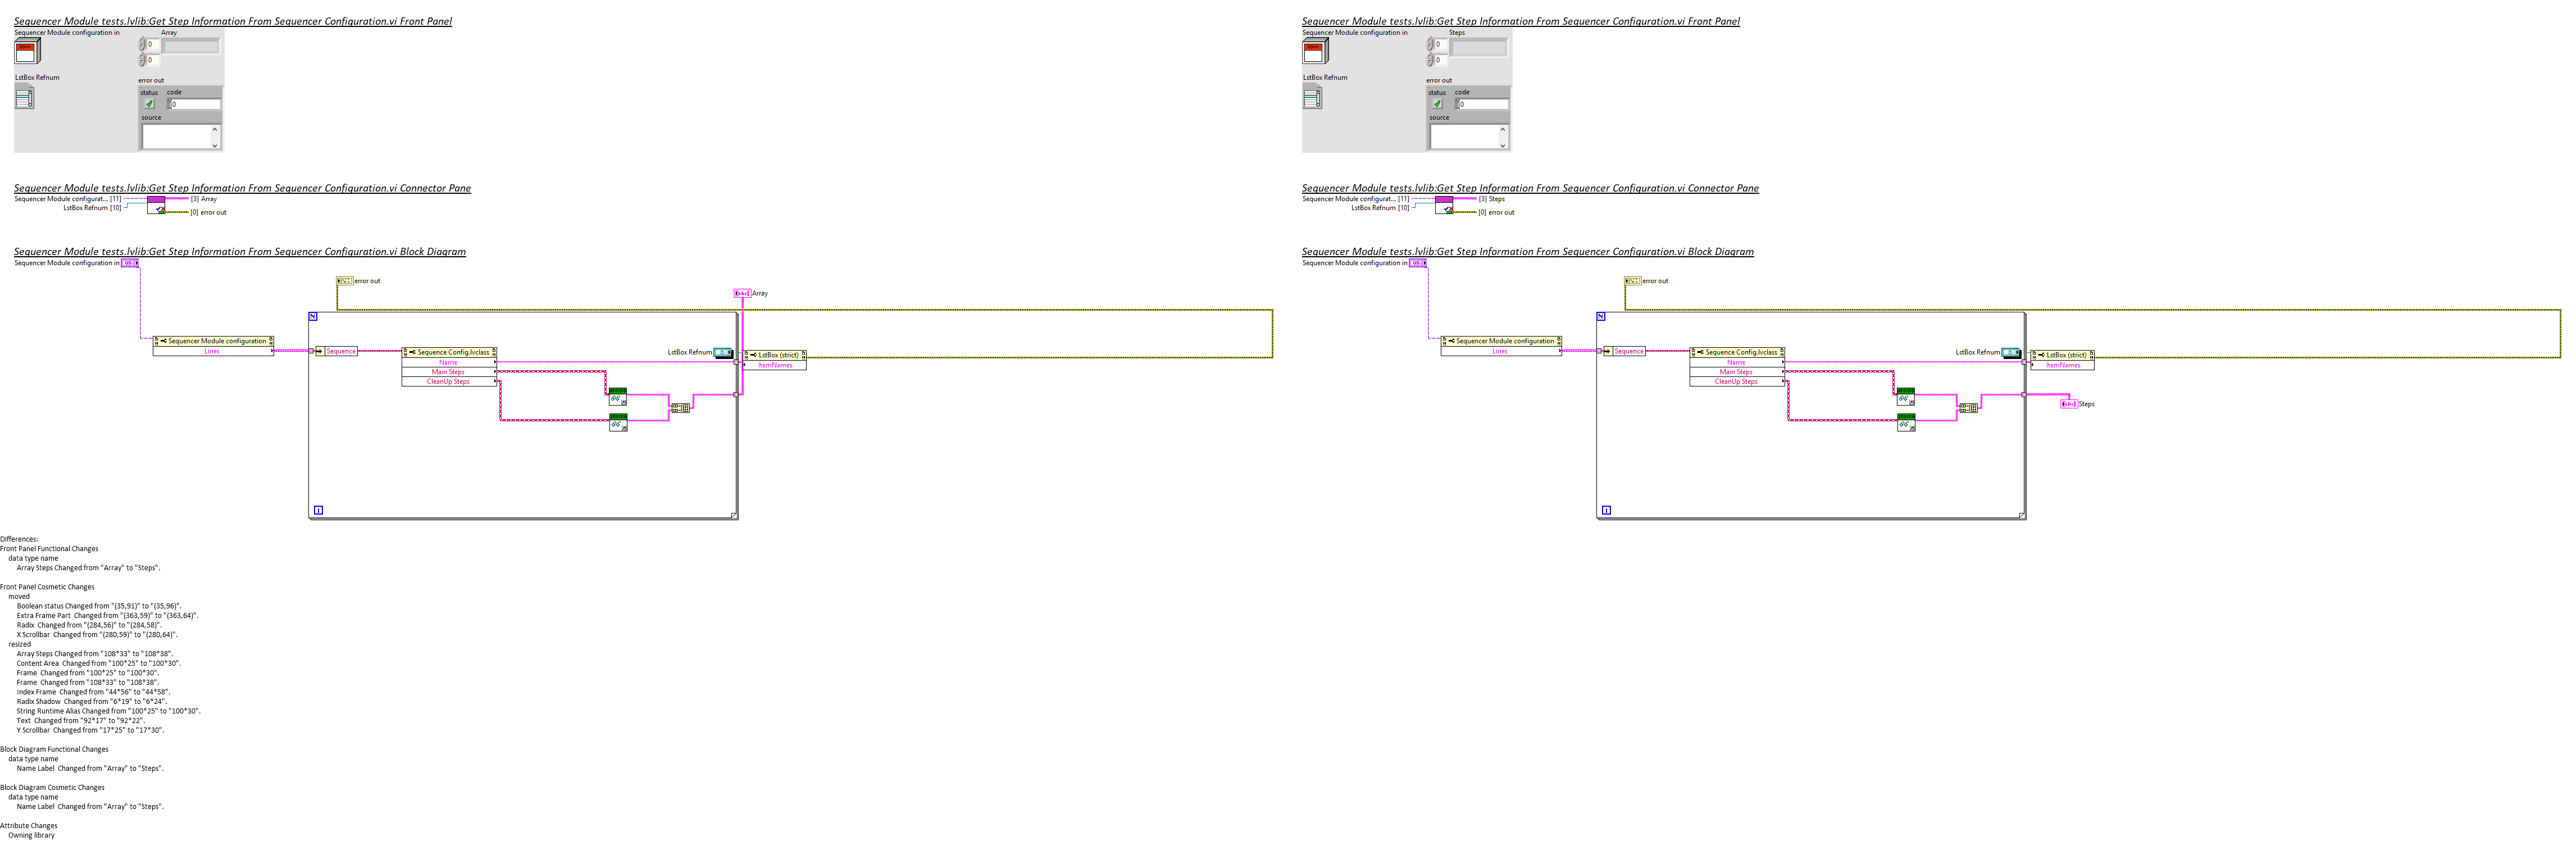 Sequencer Module tests.lvlib:Get Step Information From Sequencer Configuration.vi Front Panel
Sequencer Module configuration in
Array
0
0
LstBox Refnum
error out
status code
0
source
Sequencer Module tests.lvlib:Get Step Information From Sequencer Configuration.vi Connector Pane
Sequencer Module configurat... [11]
[3] Array
LstBox Refnum [10]
[0] error out
Sequencer Module tests.lvlib:Get Step Information From Sequencer Configuration.vi Block Diagram
Sequencer Module configuration in
error out
Array
N
Sequencer Module configuration
Lines
Sequence
Sequence Config.lvclass
Name
Main Steps
CleanUp Steps
LstBox Refnum
LstBox (strict)
ItemNames
i
Sequencer Module tests.lvlib:Get Step Information From Sequencer Configuration.vi Front Panel
Sequencer Module configuration in
Steps
0
0
LstBox Refnum
error out
status code
0
source
Sequencer Module tests.lvlib:Get Step Information From Sequencer Configuration.vi Connector Pane
Sequencer Module configurat... [11]
[3] Steps
LstBox Refnum [10]
[0] error out
Sequencer Module tests.lvlib:Get Step Information From Sequencer Configuration.vi Block Diagram
Sequencer Module configuration in
error out
N
Sequencer Module configuration
Lines
Sequence
Sequence Config.lvclass
Name
Main Steps
CleanUp Steps
LstBox Refnum
LstBox (strict)
ItemNames
Steps
i
Differences:
Front Panel Functional Changes
data type name
Array Steps Changed from "Array" to "Steps".
Front Panel Cosmetic Changes
moved
Boolean status Changed from "(35,91)" to "(35,96)".
Extra Frame Part  Changed from "(363,59)" to "(363,64)".
Radix  Changed from "(284,56)" to "(284,58)".
X Scrollbar  Changed from "(280,59)" to "(280,64)".
resized
Array Steps Changed from "108*33" to "108*38".
Content Area  Changed from "100*25" to "100*30".
Frame  Changed from "100*25" to "100*30".
Frame  Changed from "108*33" to "108*38".
Index Frame  Changed from "44*56" to "44*58".
Radix Shadow  Changed from "6*19" to "6*24".
String Runtime Alias Changed from "100*25" to "100*30".
Text  Changed from "92*17" to "92*22".
Y Scrollbar  Changed from "17*25" to "17*30".
Block Diagram Functional Changes
data type name
Name Label  Changed from "Array" to "Steps".
Block Diagram Cosmetic Changes
data type name
Name Label  Changed from "Array" to "Steps".
Attribute Changes
Owning library